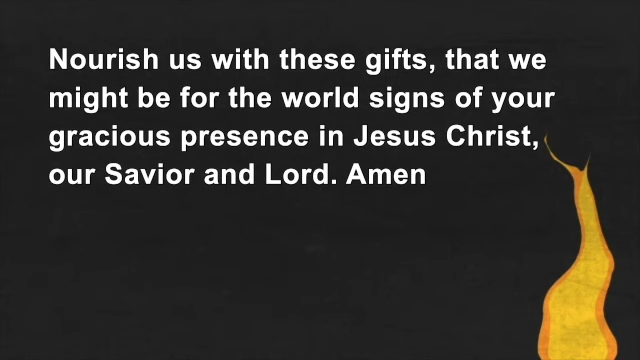 Nourish us with these gifts, that we
might be for the world signs of your
gracious presence in Jesus Christ,
our Savior and Lord. Amen